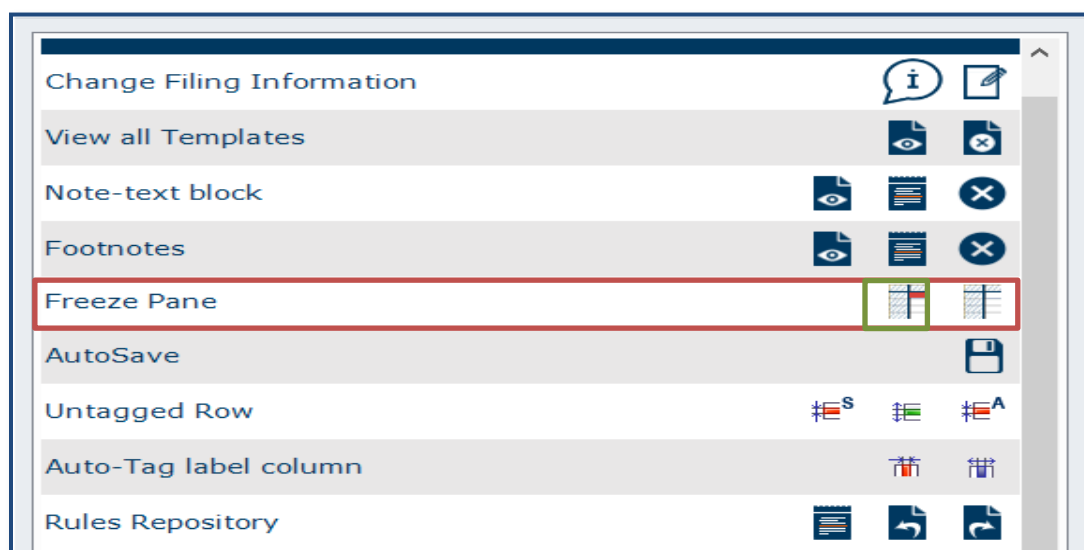 Change Filing Information i
View all Templates
Note-text block
Footnotes
Freeze Pane
AutoSave
Untagged Row S A
Auto-Tag label column
Rules Repository